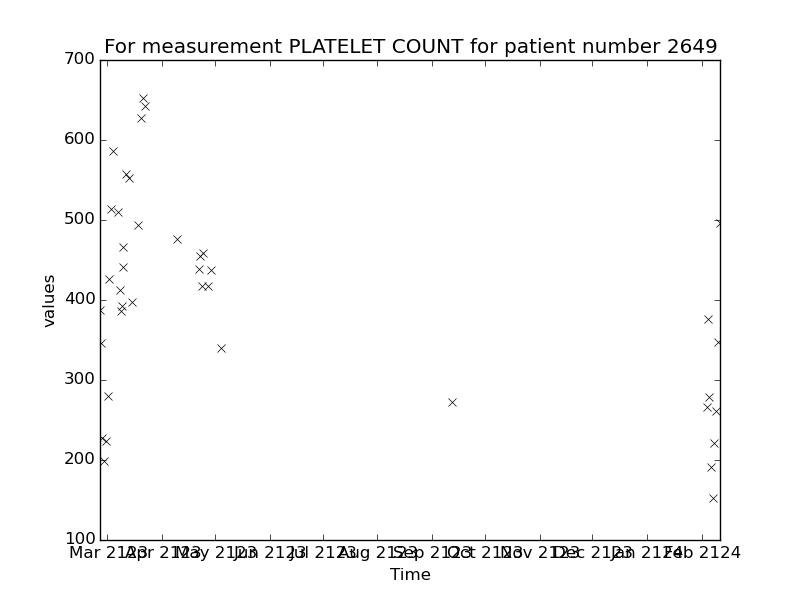 For measurement PLATELET COUNT for patient number 2649
700
600
500
400
300
200
100
values
Mar 2123 Apr 2123 May 2123 Jun 2123 Jul 2123 Aug 2123 Sep 2123 Oct 2123 Nov 2123 Dec 2123 Jan 2124 Feb 2124
Time